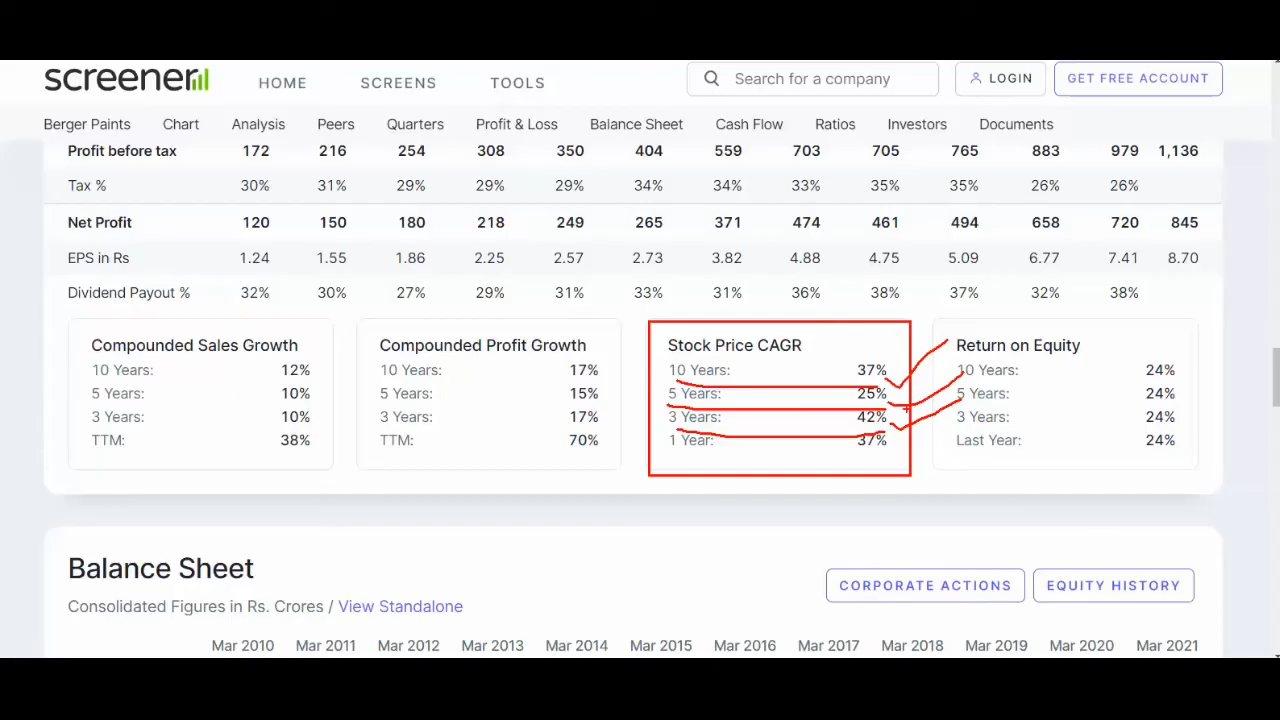 screener HOME SCREENS TOOLS Search for a company LOGIN GET FREE ACCOUNT
Berger Paints Chart Analysis Peers Quarters Profit & Loss Balance Sheet Cash Flow Ratios Investors Documents
Profit before tax 172 216 254 308 350 404 559 703 705 765 883 979 1,136
Tax % 30% 31% 29% 29% 29% 34% 34% 33% 35% 35% 26% 26%
Net Profit 120 150 180 218 249 265 371 474 461 494 658 720 845
EPS in Rs 1.24 1.55 1.86 2.25 2.57 2.73 3.82 4.88 4.75 5.09 6.77 7.41 8.70
Dividend Payout % 32% 30% 27% 29% 31% 33% 31% 36% 38% 37% 32% 38%
Compounded Sales Growth
10 Years: 12%
5 Years: 10%
3 Years: 10%
TTM: 38%
Compounded Profit Growth
10 Years: 17%
5 Years: 15%
3 Years: 17%
TTM: 70%
Stock Price CAGR
10 Years: 37%
5 Years: 25%
3 Years: 42%
1 Year: 37%
Return on Equity
10 Years: 24%
5 Years: 24%
3 Years: 24%
Last Year: 24%
Balance Sheet
CORPORATE ACTIONS EQUITY HISTORY
Consolidated Figures in Rs. Crores / View Standalone
Mar 2010 Mar 2011 Mar 2012 Mar 2013 Mar 2014 Mar 2015 Mar 2016 Mar 2017 Mar 2018 Mar 2019 Mar 2020 Mar 2021